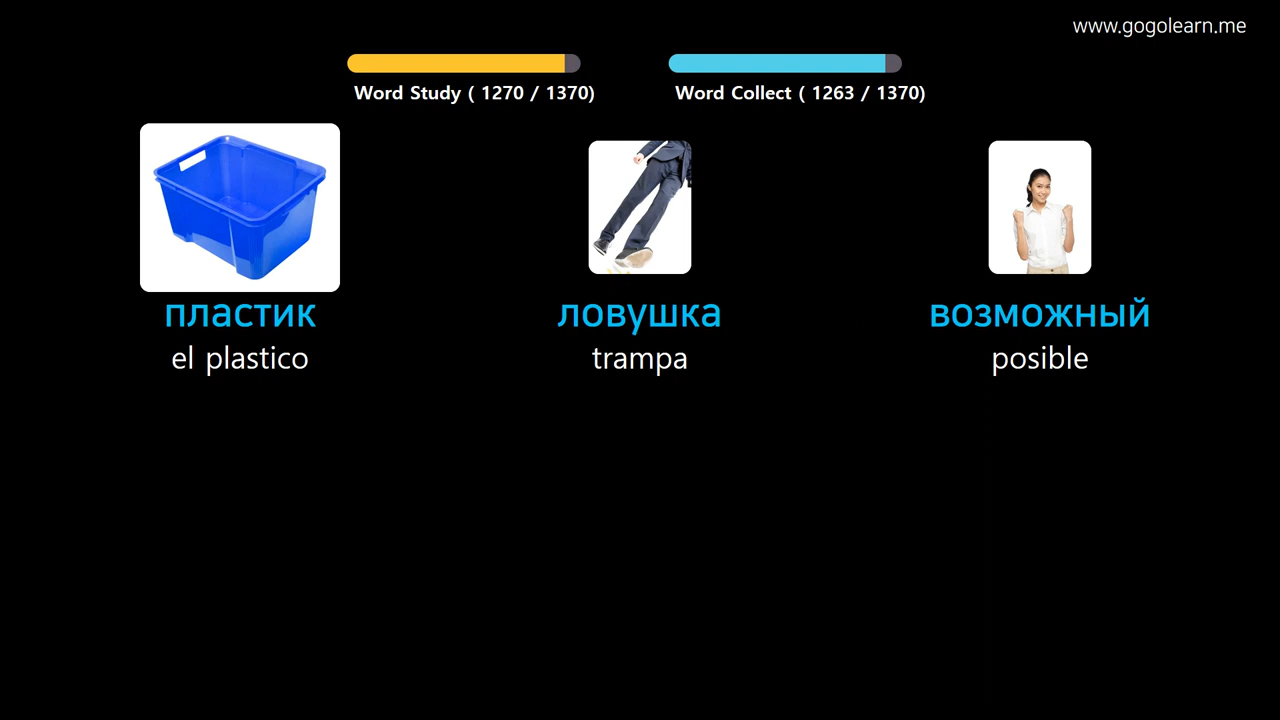 www.gogolearn.me
Word Study ( 1270 / 1370)
Word Collect ( 1263 / 1370)
пластик
ловушка
возможный
el plastico
trampa
posible